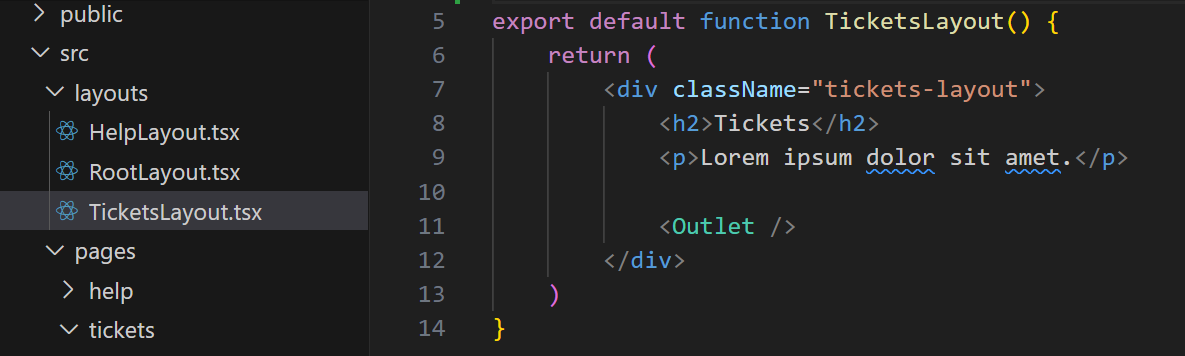 public
src
layouts
HelpLayout.tsx
RootLayout.tsx
TicketsLayout.tsx
pages
help
tickets
5 export default function TicketsLayout() {
6     return (
7         <div className="tickets-layout">
8             <h2>Tickets</h2>
9             <p>Lorem ipsum dolor sit amet.</p>
10
11             <Outlet />
12         </div>
13     )
14 }